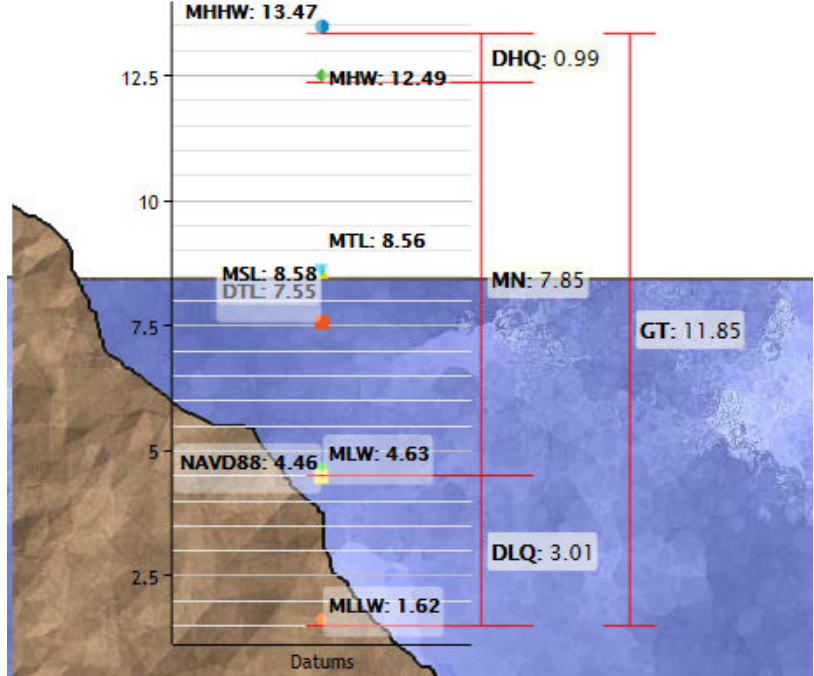 MHHW: 13.47
DHQ: 0.99
12.5
MHW: 12.49
10
MTL: 8.56
MSL: 8.58
MN: 7.85
DTL: 7.55
7.5
GT: 11.85
5
MLW: 4.63
NAVD88: 4.46
DLQ: 3.01
2.5
MLLW: 1.62
Datums